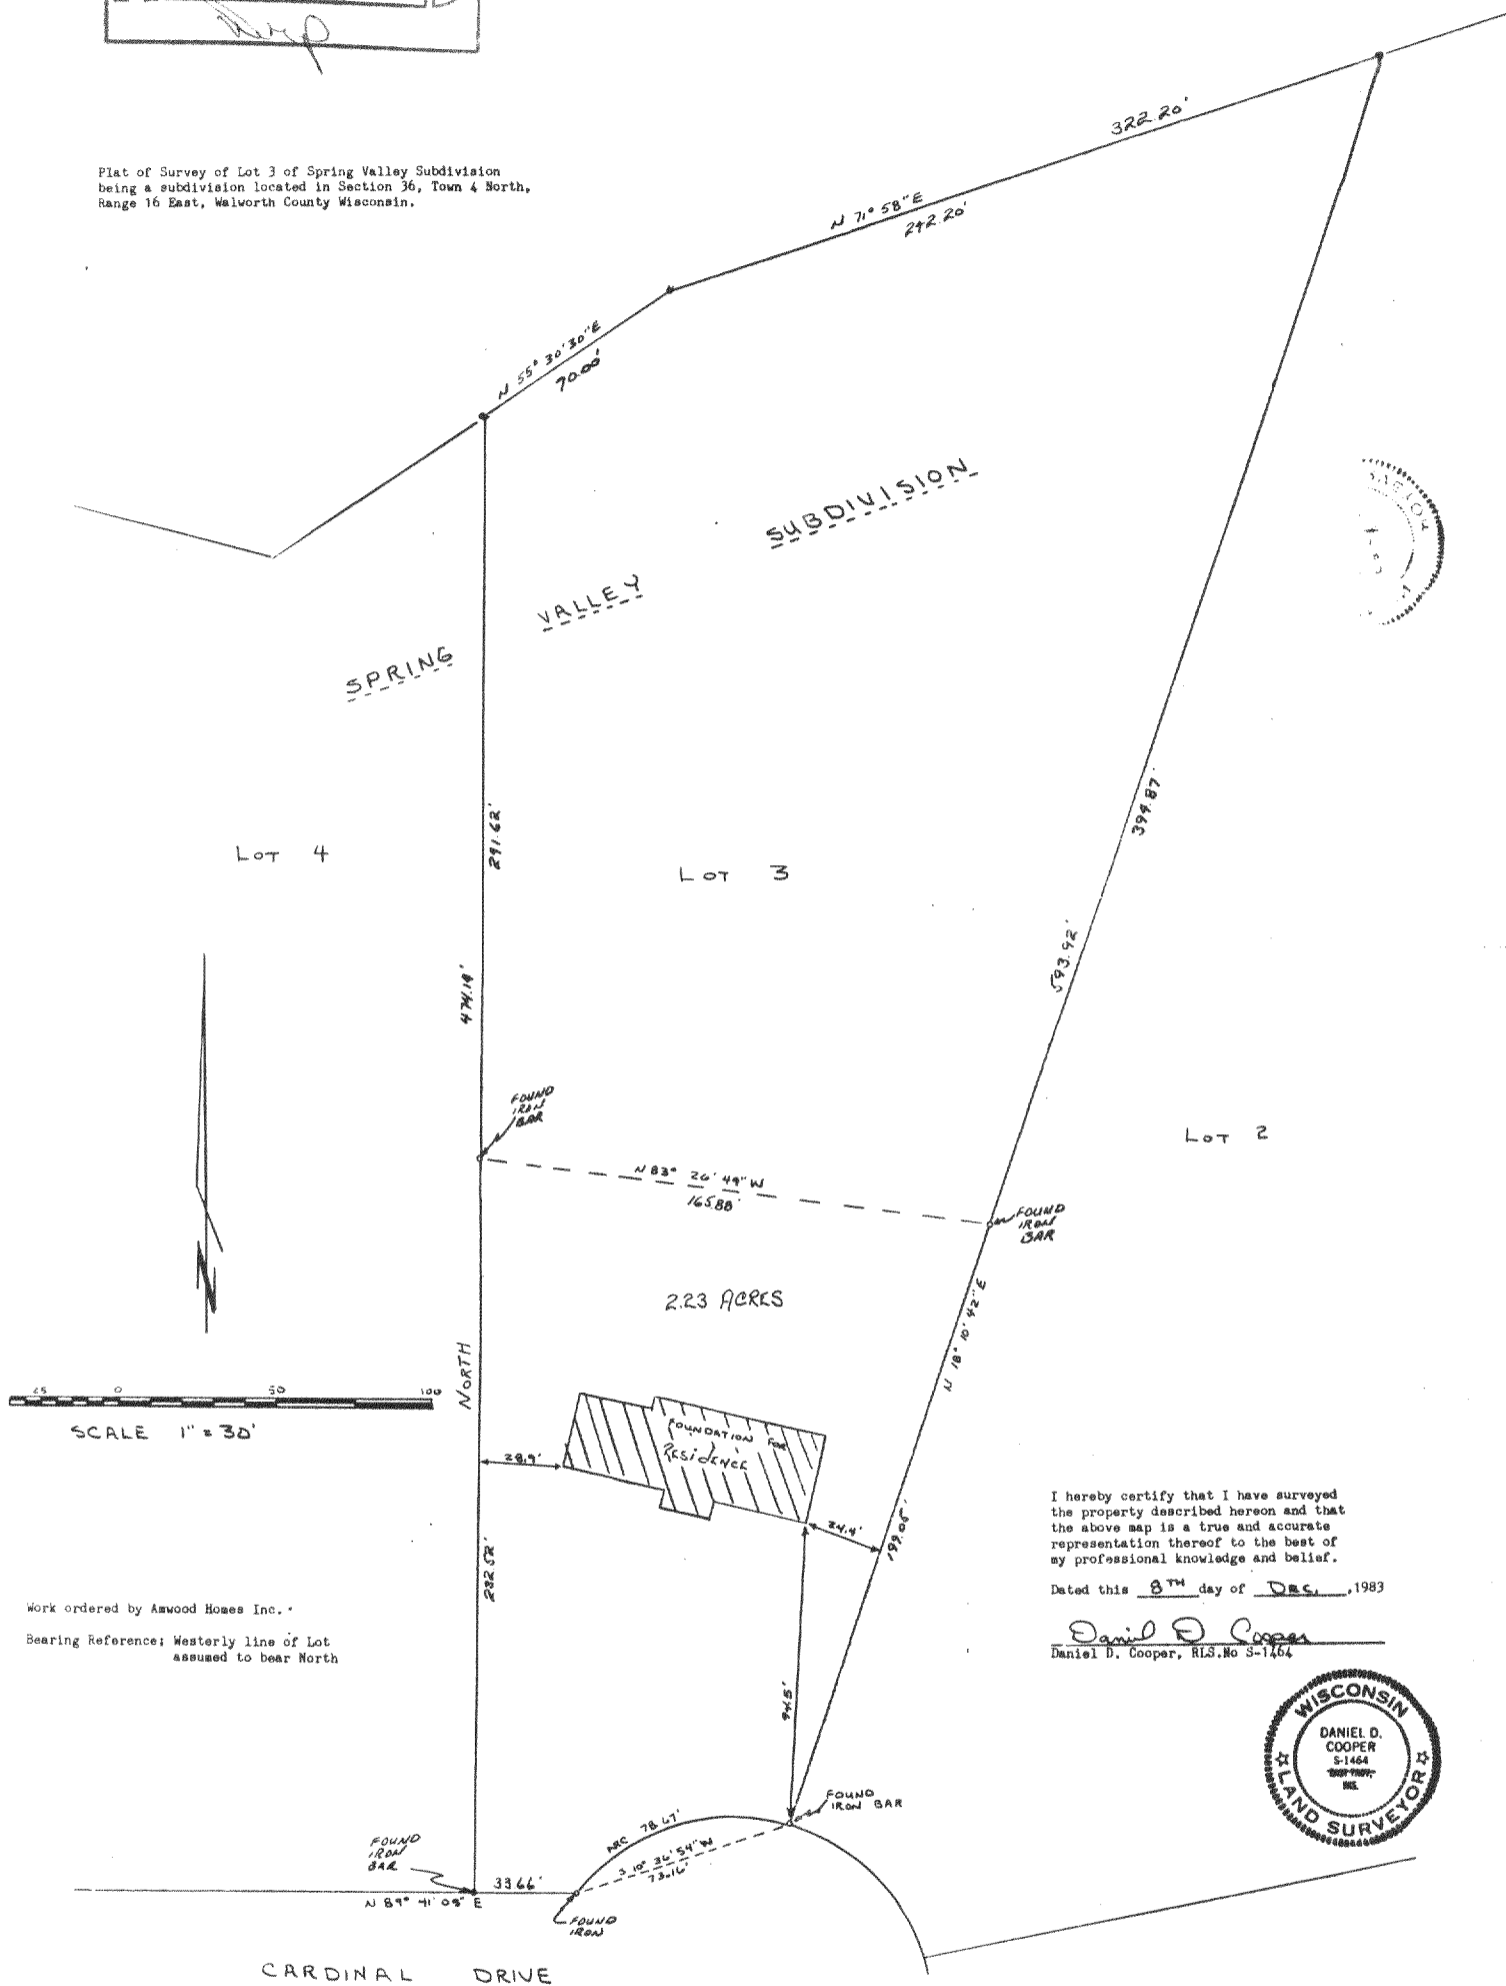 Plat of Survey of Lot 3 of Spring Valley Subdivision
being a subdivision located in Section 36, Town 4 North,
Range 16 East, Walworth County Wisconsin.
322.20'
N 71° 58" E
242.20'
N 55° 30' 30" E
70.00'
SPRING VALLEY SUBDIVISION
LOT 4
291.62'
LOT 3
394.87'
593.92'
474.14'
FOUND
IRON
BAR
N 83° 26' 49" W
165.88'
FOUND
IRON
BAR
LOT 2
2.23 ACRES
N 18° 10' 42" E
N
NORTH
25 0 50 100
SCALE 1" = 30'
FOUNDATION FOR
RESIDENCE
28.9'
24.4'
199.05'
282.52'
94.5'
I hereby certify that I have surveyed
the property described hereon and that
the above map is a true and accurate
representation thereof to the best of
my professional knowledge and belief.
Dated this 8TH day of DEC. ,1983
Daniel D Cooper
Daniel D. Cooper, RLS.No S-1464
Work ordered by Amwood Homes Inc.
Bearing Reference; Westerly line of Lot
assumed to bear North
WISCONSIN
DANIEL D.
COOPER
S-1464
WIS.
LAND SURVEYOR
FOUND
IRON BAR
ARC 78.67'
73.16'
FOUND
IRON
BAR
33.66'
N 89° 41' 05" E
FOUND
IRON
CARDINAL DRIVE